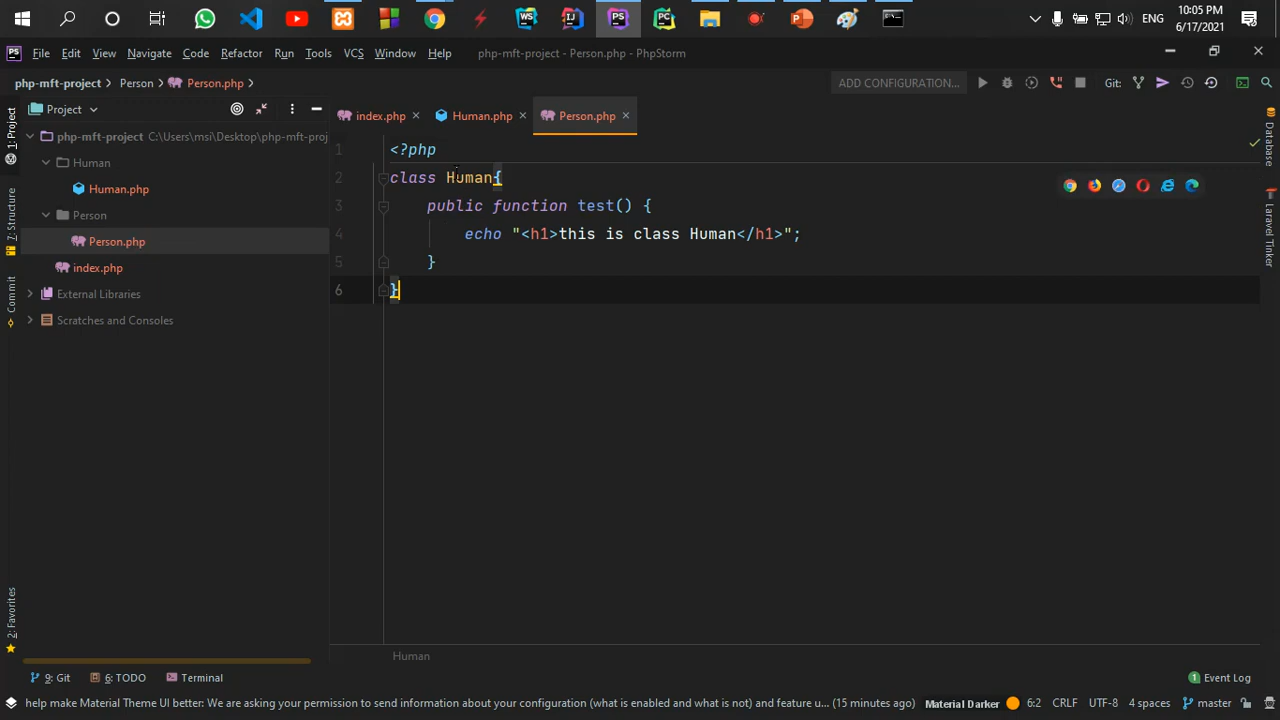 10:05 PM
ENG
6/17/2021
PS
File Edit View Navigate Code Refactor Run Tools VCS Window Help php-mft-project - Person.php - PhpStorm
php-mft-project Person Person.php ADD CONFIGURATION... Git:
Project index.php Human.php Person.php
php-mft-project C:\Users\msi\Desktop\php-mft-proj
Human
Human.php
Person
Person.php
index.php
External Libraries
Scratches and Consoles
1: Project
7: Structure
Commit
2: Favorites
1 <?php
2 class Human{
3 public function test() {
4 echo "<h1>this is class Human</h1>";
5 }
6 }
Database
Laravel Tinker
Human
9: Git 6: TODO Terminal 1 Event Log
help make Material Theme UI better: We are asking your permission to send information about your configuration (what is enabled and what is not) and feature u... (15 minutes ago) Material Darker 6:2 CRLF UTF-8 4 spaces master